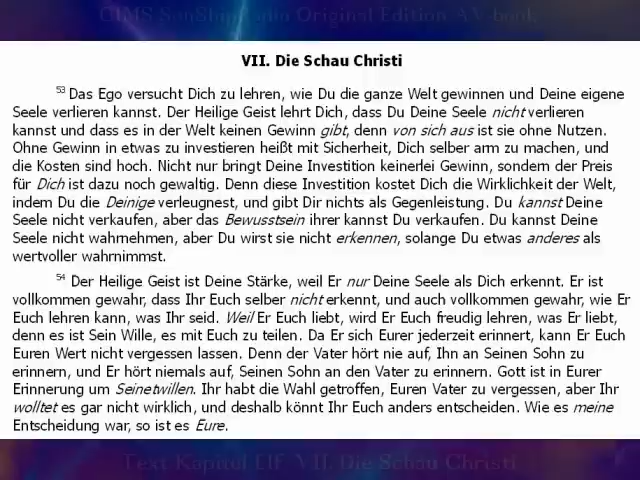 CIMS SonShip Radio Original Edition AV-book
VII. Die Schau Christi
53 Das Ego versucht Dich zu lehren, wie Du die ganze Welt gewinnen und Deine eigene
Seele verlieren kannst. Der Heilige Geist lehrt Dich, dass Du Deine Seele nicht verlieren
kannst und dass es in der Welt keinen Gewinn gibt, denn von sich aus ist sie ohne Nutzen.
Ohne Gewinn in etwas zu investieren heißt mit Sicherheit, Dich selber arm zu machen, und
die Kosten sind hoch. Nicht nur bringt Deine Investition keinerlei Gewinn, sondern der Preis
für Dich ist dazu noch gewaltig. Denn diese Investition kostet Dich die Wirklichkeit der Welt,
indem Du die Deinige verleugnest, und gibt Dir nichts als Gegenleistung. Du kannst Deine
Seele nicht verkaufen, aber das Bewusstsein ihrer kannst Du verkaufen. Du kannst Deine
Seele nicht wahrnehmen, aber Du wirst sie nicht erkennen, solange Du etwas anderes als
wertvoller wahrnimmst.
54 Der Heilige Geist ist Deine Stärke, weil Er nur Deine Seele als Dich erkennt. Er ist
vollkommen gewahr, dass Ihr Euch selber nicht erkennt, und auch vollkommen gewahr, wie Er
Euch lehren kann, was Ihr seid. Weil Er Euch liebt, wird Er Euch freudig lehren, was Er liebt,
denn es ist Sein Wille, es mit Euch zu teilen. Da Er sich Eurer jederzeit erinnert, kann Er Euch
Euren Wert nicht vergessen lassen. Denn der Vater hört nie auf, Ihn an Seinen Sohn zu
erinnern, und Er hört niemals auf, Seinen Sohn an den Vater zu erinnern. Gott ist in Eurer
Erinnerung um Seinetwillen. Ihr habt die Wahl getroffen, Euren Vater zu vergessen, aber Ihr
wolltet es gar nicht wirklich, und deshalb könnt Ihr Euch anders entscheiden. Wie es meine
Entscheidung war, so ist es Eure.
Text Kapitel Elf VII. Die Schau Christi